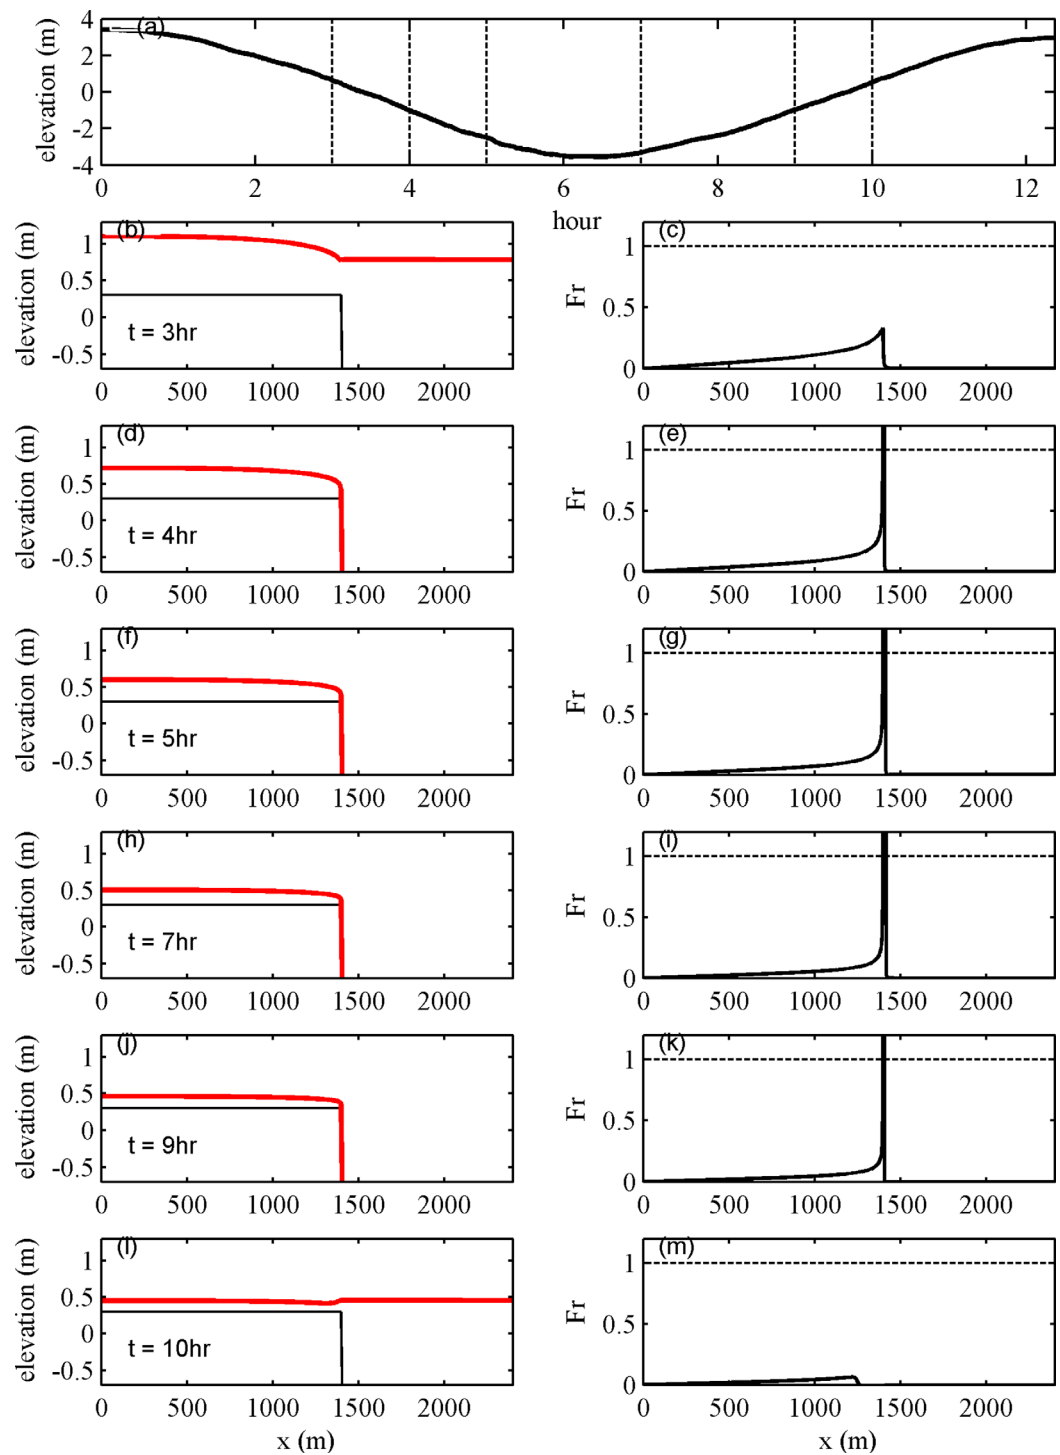 (a)
elevation (m)
4
2
0
-2
-4
0 2 4 6 8 10 12
hour
(b)
elevation (m)
1
0.5
0
-0.5
t = 3hr
0 500 1000 1500 2000
(c)
Fr
1
0.5
0
0 500 1000 1500 2000
(d)
elevation (m)
1
0.5
0
-0.5
t = 4hr
0 500 1000 1500 2000
(e)
Fr
1
0.5
0
0 500 1000 1500 2000
(f)
elevation (m)
1
0.5
0
-0.5
t = 5hr
0 500 1000 1500 2000
(g)
Fr
1
0.5
0
0 500 1000 1500 2000
(h)
elevation (m)
1
0.5
0
-0.5
t = 7hr
0 500 1000 1500 2000
(i)
Fr
1
0.5
0
0 500 1000 1500 2000
(j)
elevation (m)
1
0.5
0
-0.5
t = 9hr
0 500 1000 1500 2000
(k)
Fr
1
0.5
0
0 500 1000 1500 2000
(l)
elevation (m)
1
0.5
0
-0.5
t = 10hr
0 500 1000 1500 2000
x (m)
(m)
Fr
1
0.5
0
0 500 1000 1500 2000
x (m)